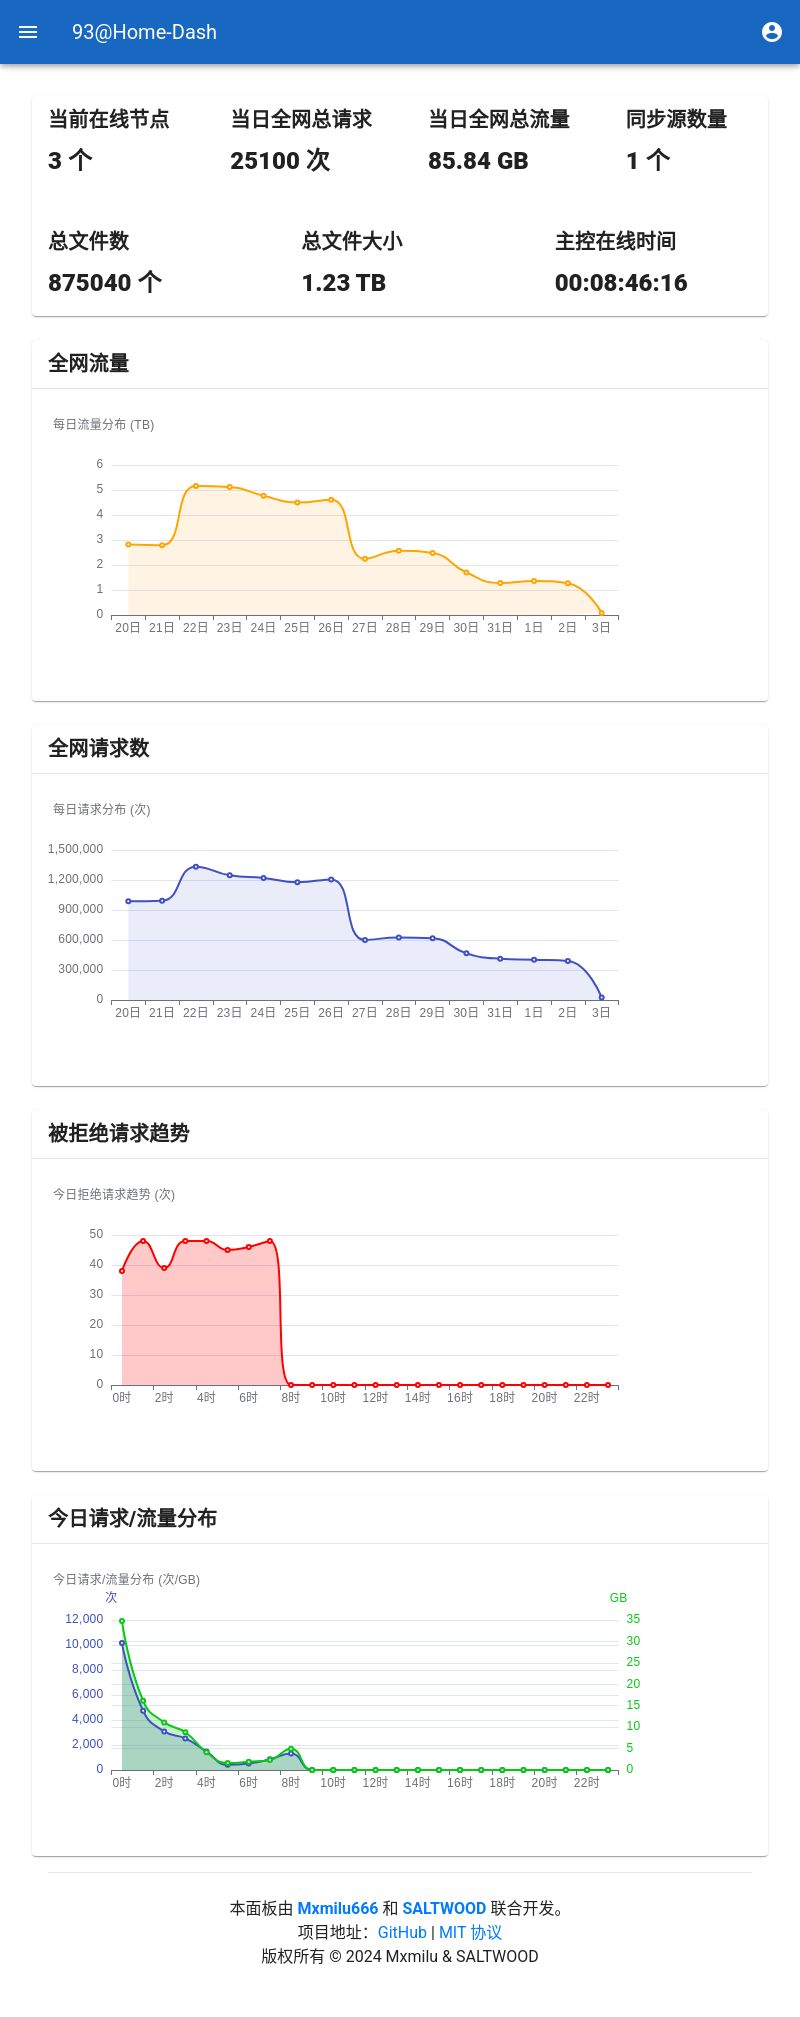 93@Home-Dash
当前在线节点 当日全网总请求 当日全网总流量 同步源数量
3 个 25100 次 85.84 GB 1 个
总文件数 总文件大小 主控在线时间
875040 个 1.23 TB 00:08:46:16
全网流量
每日流量分布 (TB)
6
5
4
3
2
1
0
20日 21日 22日 23日 24日 25日 26日 27日 28日 29日 30日 31日 1日 2日 3日
全网请求数
每日请求分布 (次)
1,500,000
1,200,000
900,000
600,000
300,000
0
20日 21日 22日 23日 24日 25日 26日 27日 28日 29日 30日 31日 1日 2日 3日
被拒绝请求趋势
今日拒绝请求趋势 (次)
50
40
30
20
10
0
0时 2时 4时 6时 8时 10时 12时 14时 16时 18时 20时 22时
今日请求/流量分布
今日请求/流量分布 (次/GB)
次 GB
12,000 35
10,000 30
8,000 25
6,000 20
4,000 15
2,000 10
0 5
0
0时 2时 4时 6时 8时 10时 12时 14时 16时 18时 20时 22时
本面板由 Mxmilu666 和 SALTWOOD 联合开发。
项目地址：GitHub | MIT 协议
版权所有 © 2024 Mxmilu & SALTWOOD